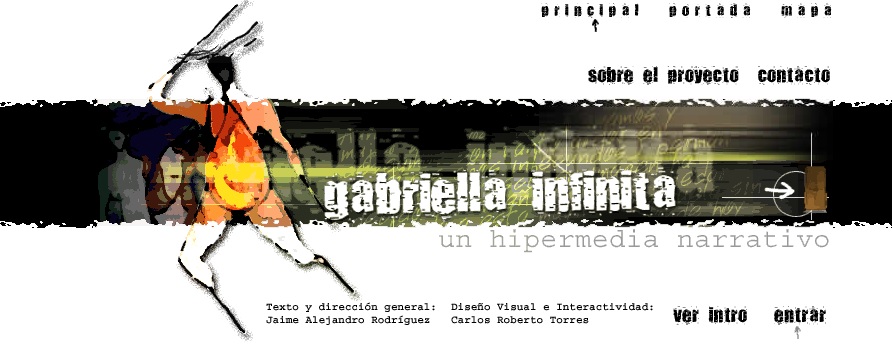 principal portada mapa
sobre el proyecto contacto
gabriella infinita
un hipermedia narrativo
Texto y dirección general: Diseño Visual e Interactividad:
Jaime Alejandro Rodríguez Carlos Roberto Torres
ver intro entrar